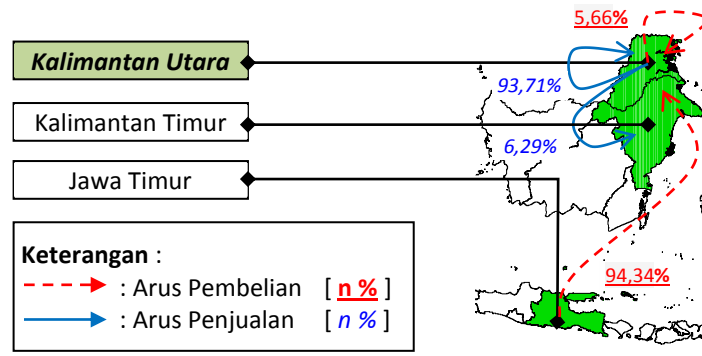 5,66%
Kalimantan Utara
93,71%
Kalimantan Timur
6,29%
Jawa Timur
Keterangan :
: Arus Pembelian [ n % ]
94,34%
: Arus Penjualan [ n % ]